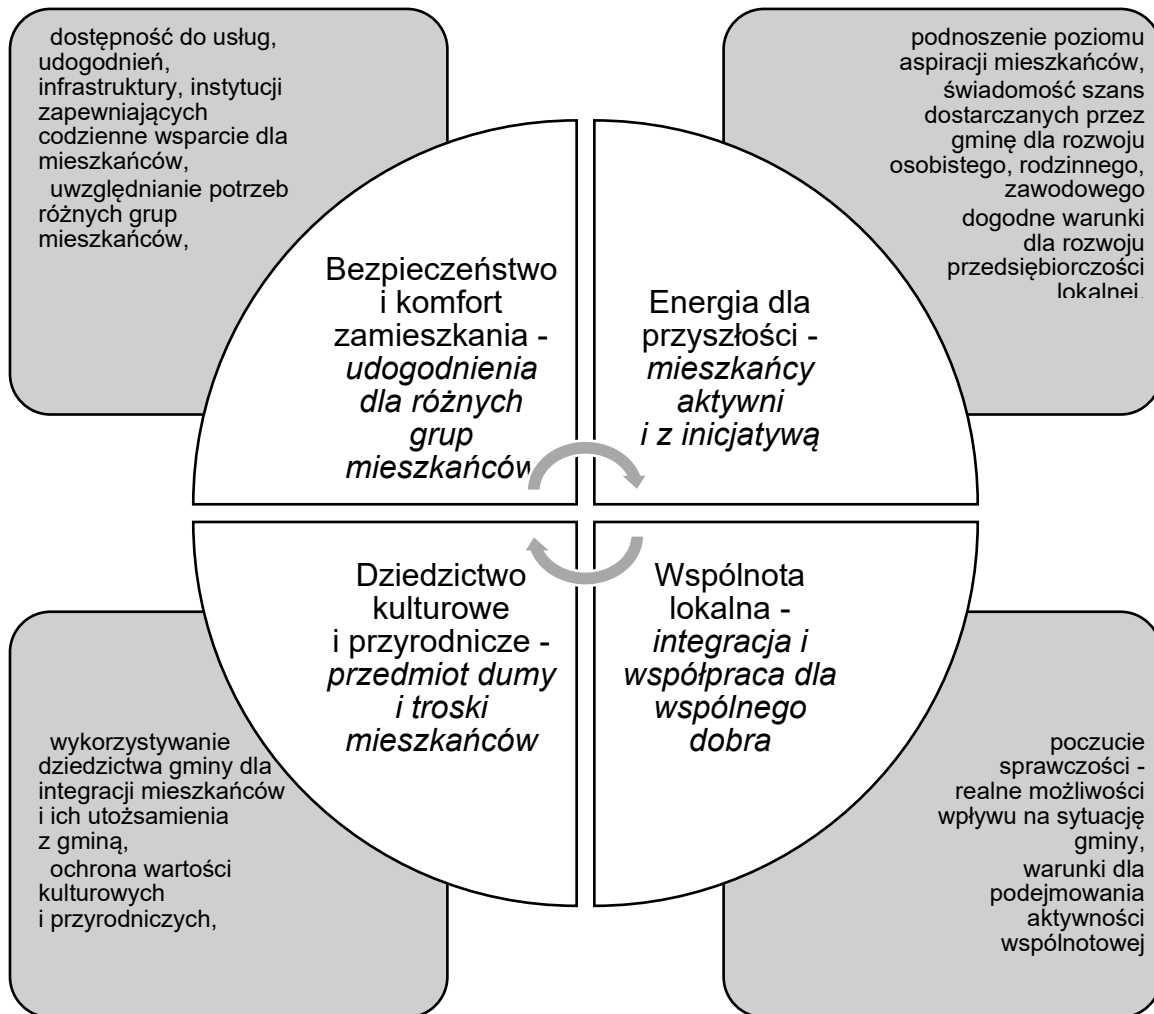 dostępność do usług,
udogodnień,
infrastruktury, instytucji
zapewniających
codzienne wsparcie dla
mieszkańców,
uwzględnianie potrzeb
różnych grup
mieszkańców,
podnoszenie poziomu
aspiracji mieszkańców,
świadomość szans
dostarczanych przez
gminę dla rozwoju
osobistego, rodzinnego,
zawodowego
dogodne warunki
dla rozwoju
przedsiębiorczości
lokalnej.
Bezpieczeństwo
i komfort
zamieszkania -
udogodnienia
dla różnych
grup
mieszkańców
Energia dla
przyszłości -
mieszkańcy
aktywni
i z inicjatywą
Dziedzictwo
kulturowe
i przyrodnicze -
przedmiot dumy
i troski
mieszkańców
Wspólnota
lokalna -
integracja i
współpraca dla
wspólnego
dobra
wykorzystywanie
dziedzictwa gminy dla
integracji mieszkańców
i ich utożsamienia
z gminą,
ochrona wartości
kulturowych
i przyrodniczych,
poczucie
sprawczości -
realne możliwości
wpływu na sytuację
gminy,
warunki dla
podejmowania
aktywności
wspólnotowej